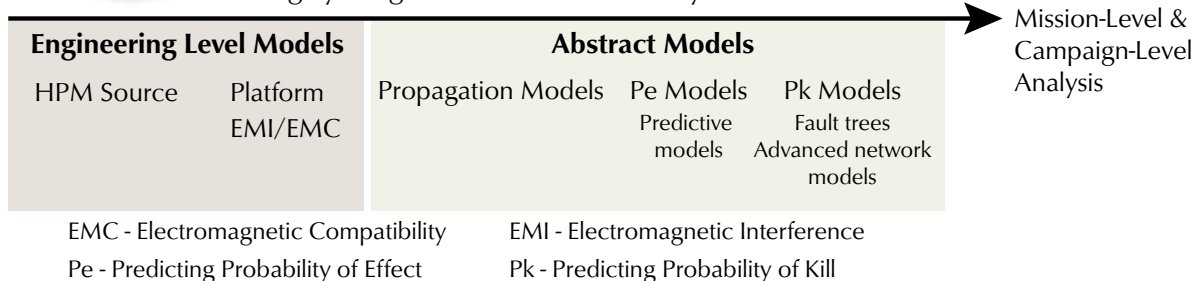 Mission-Level &
Campaign-Level
Analysis
Engineering Level Models
HPM Source
Platform
EMI/EMC
Abstract Models
Propagation Models
Pe Models
Predictive
models
Pk Models
Fault trees
Advanced network
models
EMC - Electromagnetic Compatibility
EMI - Electromagnetic Interference
Pe - Predicting Probability of Effect
Pk - Predicting Probability of Kill